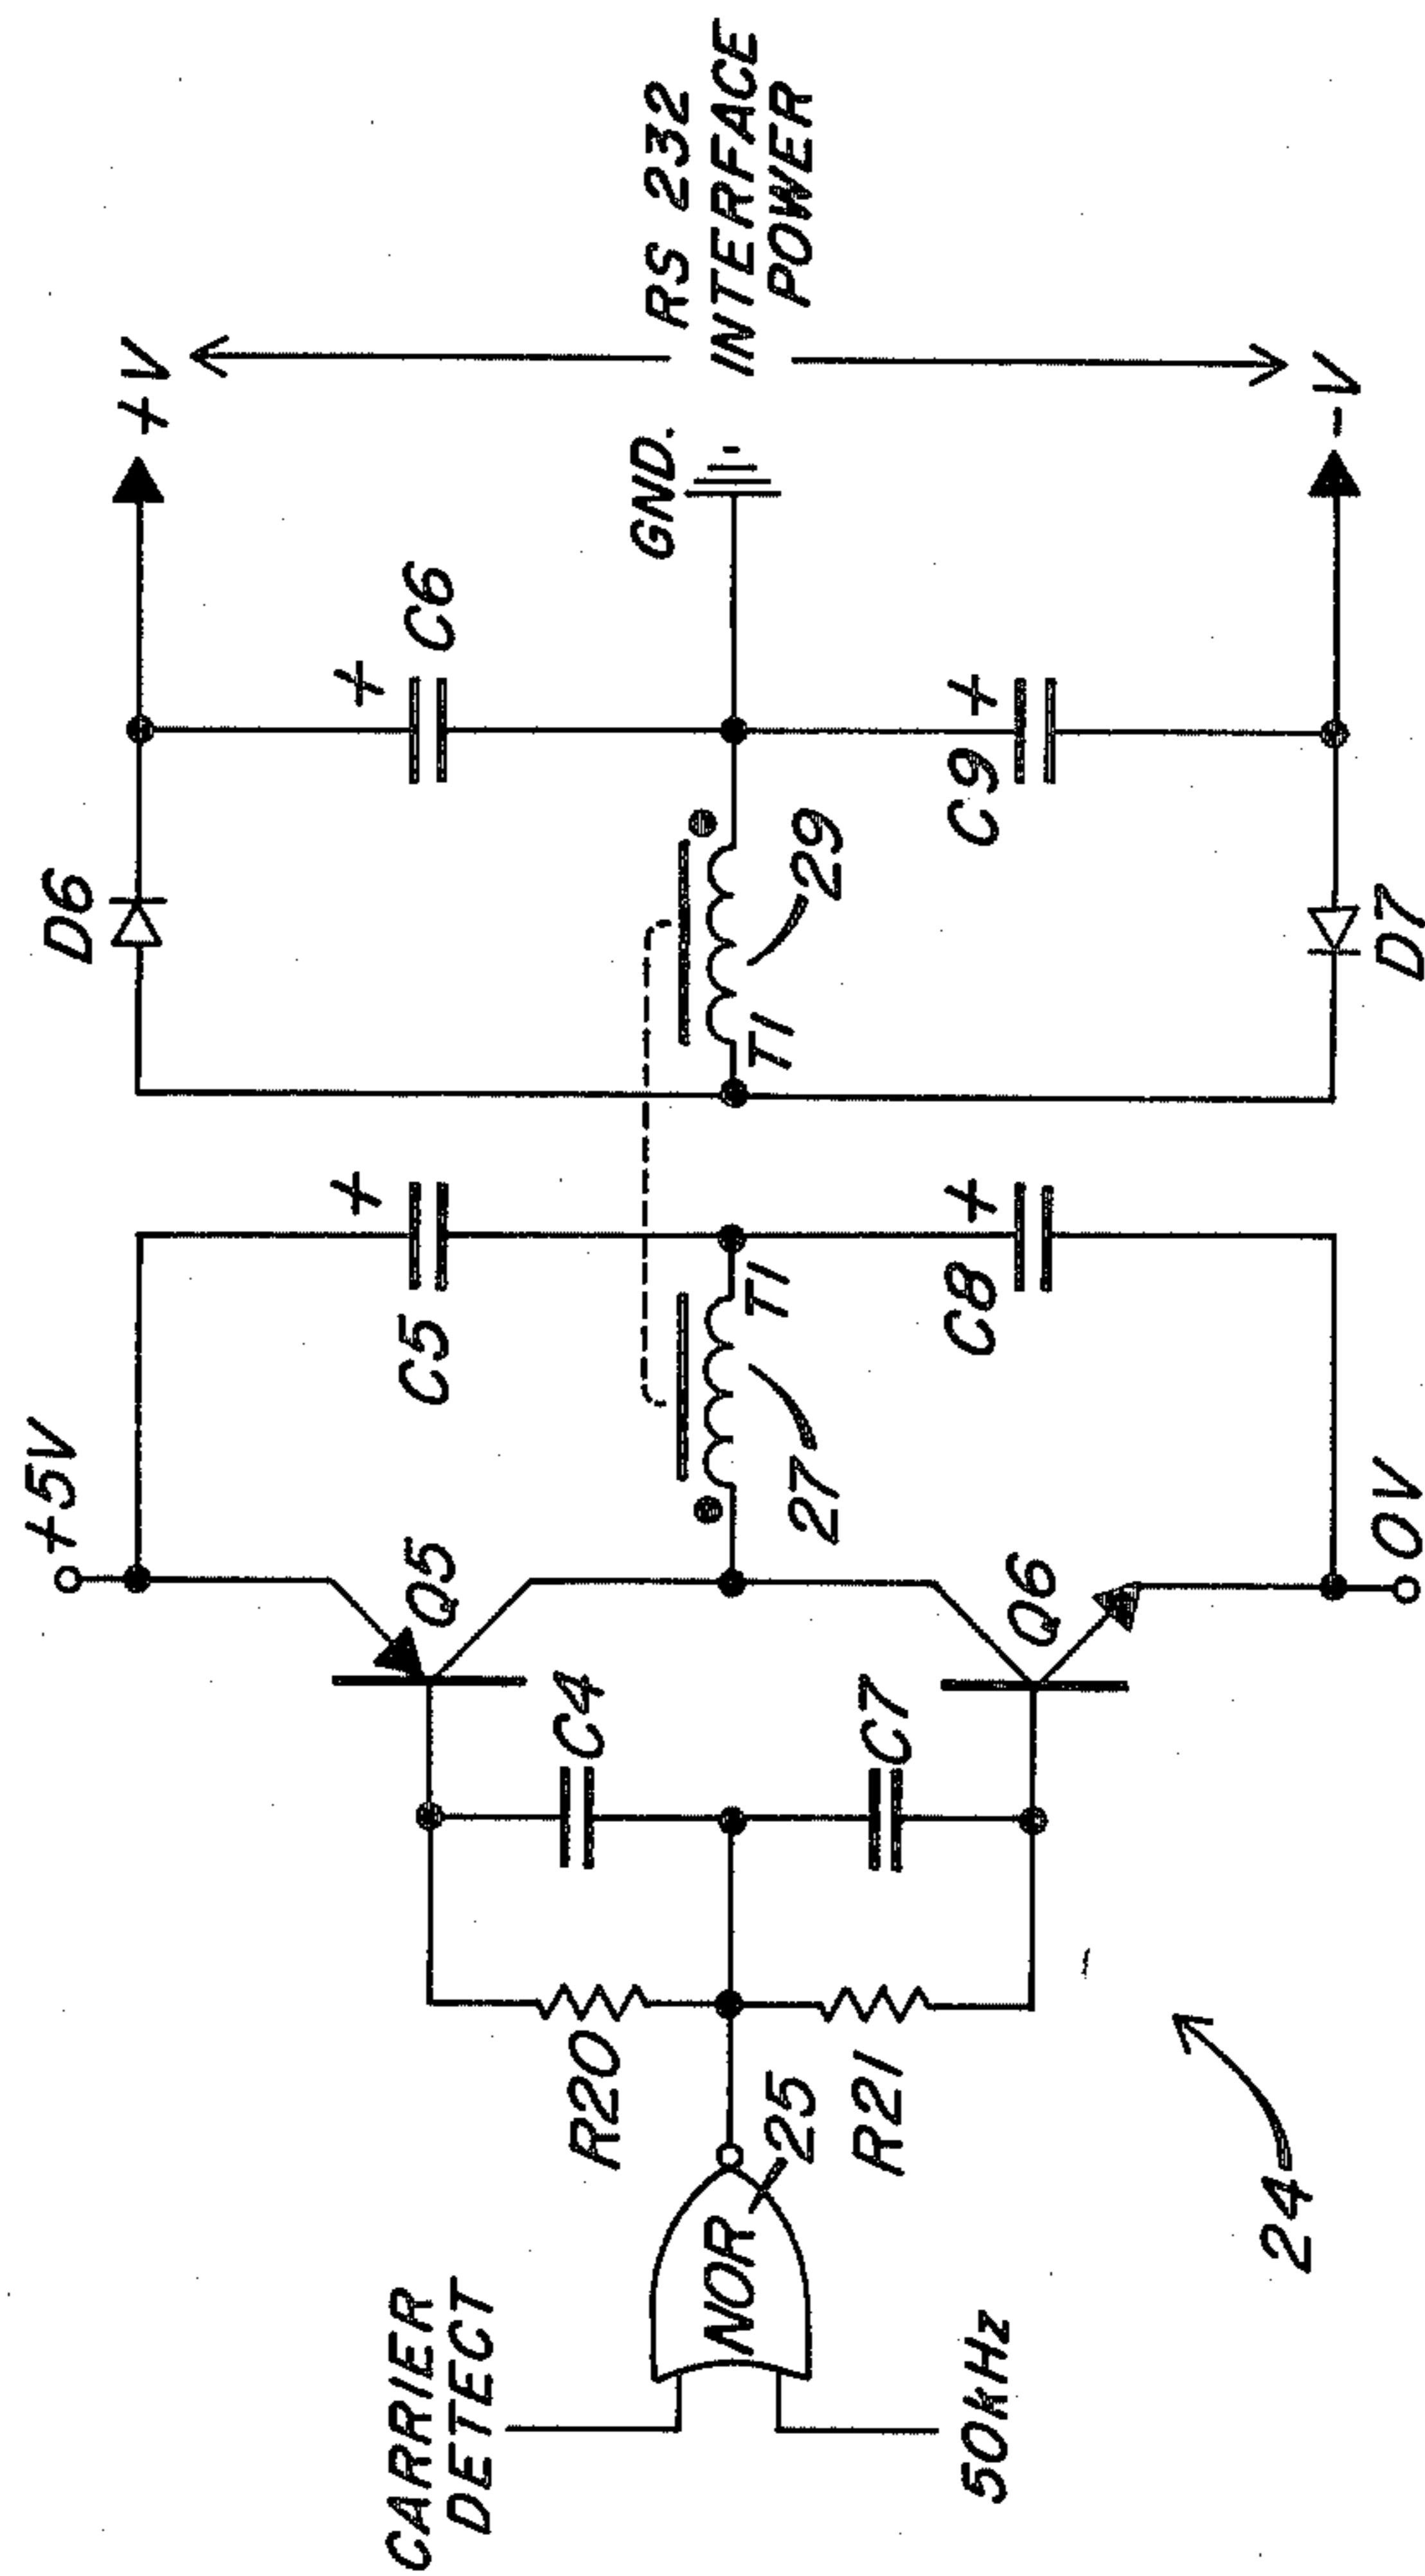 CARRIER
DETECT
50kHz
NOR
25
R20
R21
C4
C7
Q5
Q6
+5V
0V
27
T1
C5
+
C8
+
T1
29
D6
D7
C6
+
C9
+
GND.
+V
-V
RS 232
INTERFACE
POWER
24